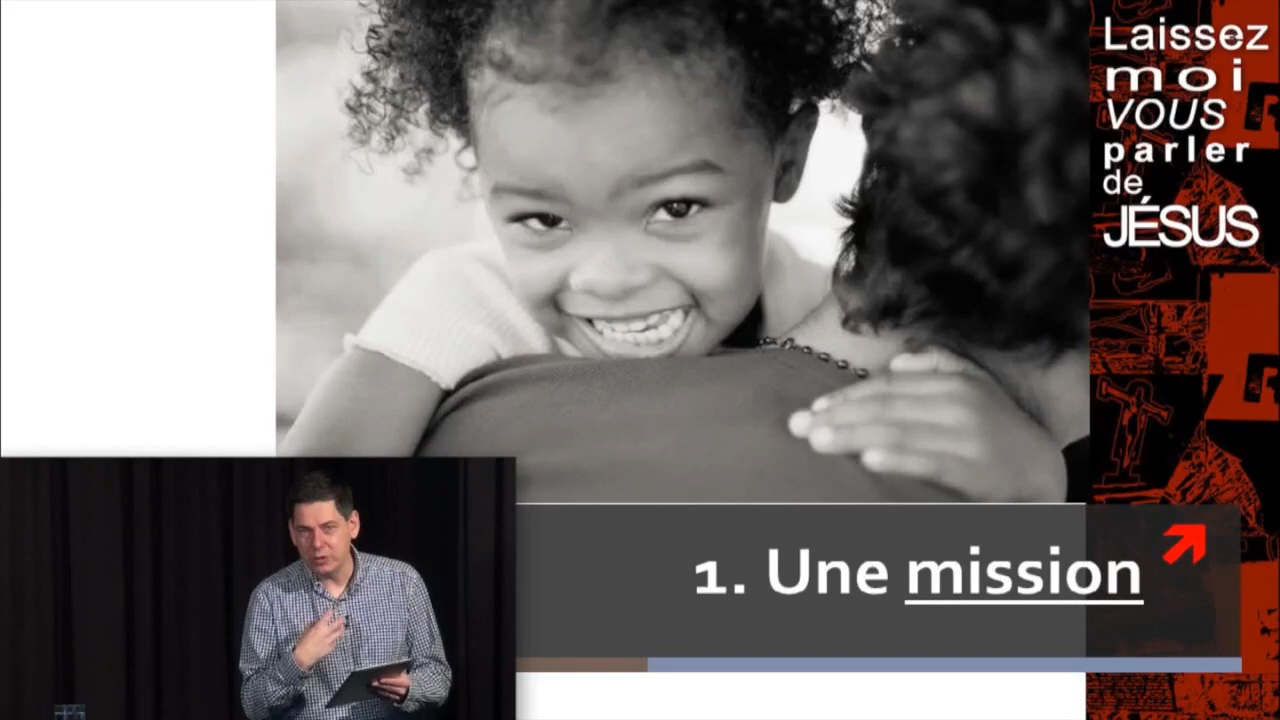 Laissez
moi
VOUS
parler
de
JÉSUS
1. Une mission